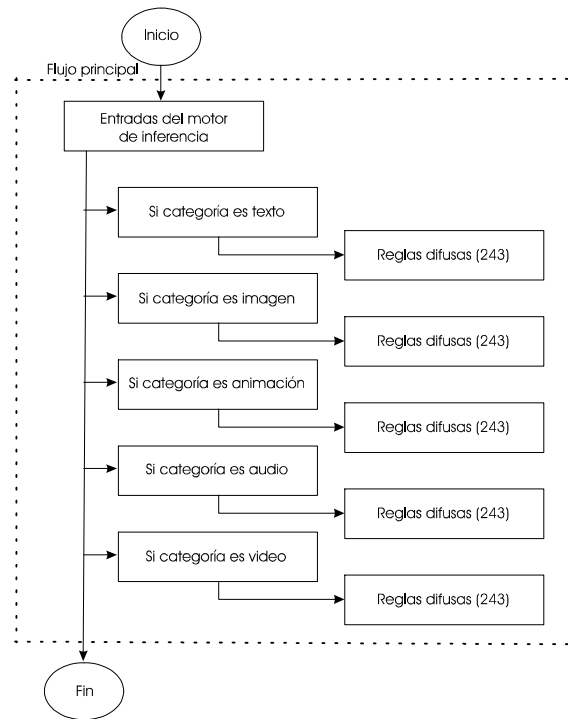 Inicio
Flujo principal
Entradas del motor
de inferencia
Si categoría es texto
Reglas difusas (243)
Si categoría es imagen
Reglas difusas (243)
Si categoría es animación
Reglas difusas (243)
Si categoría es audio
Reglas difusas (243)
Si categoría es video
Reglas difusas (243)
Fin